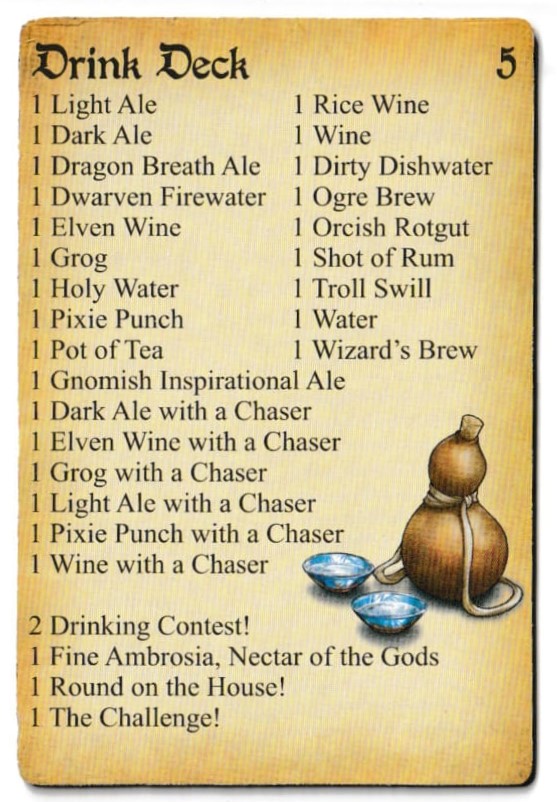 Drink Deck 5
1 Light Ale 1 Rice Wine
1 Dark Ale 1 Wine
1 Dragon Breath Ale 1 Dirty Dishwater
1 Dwarven Firewater 1 Ogre Brew
1 Elven Wine 1 Orcish Rotgut
1 Grog 1 Shot of Rum
1 Holy Water 1 Troll Swill
1 Pixie Punch 1 Water
1 Pot of Tea 1 Wizard's Brew
1 Gnomish Inspirational Ale
1 Dark Ale with a Chaser
1 Elven Wine with a Chaser
1 Grog with a Chaser
1 Light Ale with a Chaser
1 Pixie Punch with a Chaser
1 Wine with a Chaser
2 Drinking Contest!
1 Fine Ambrosia, Nectar of the Gods
1 Round on the House!
1 The Challenge!